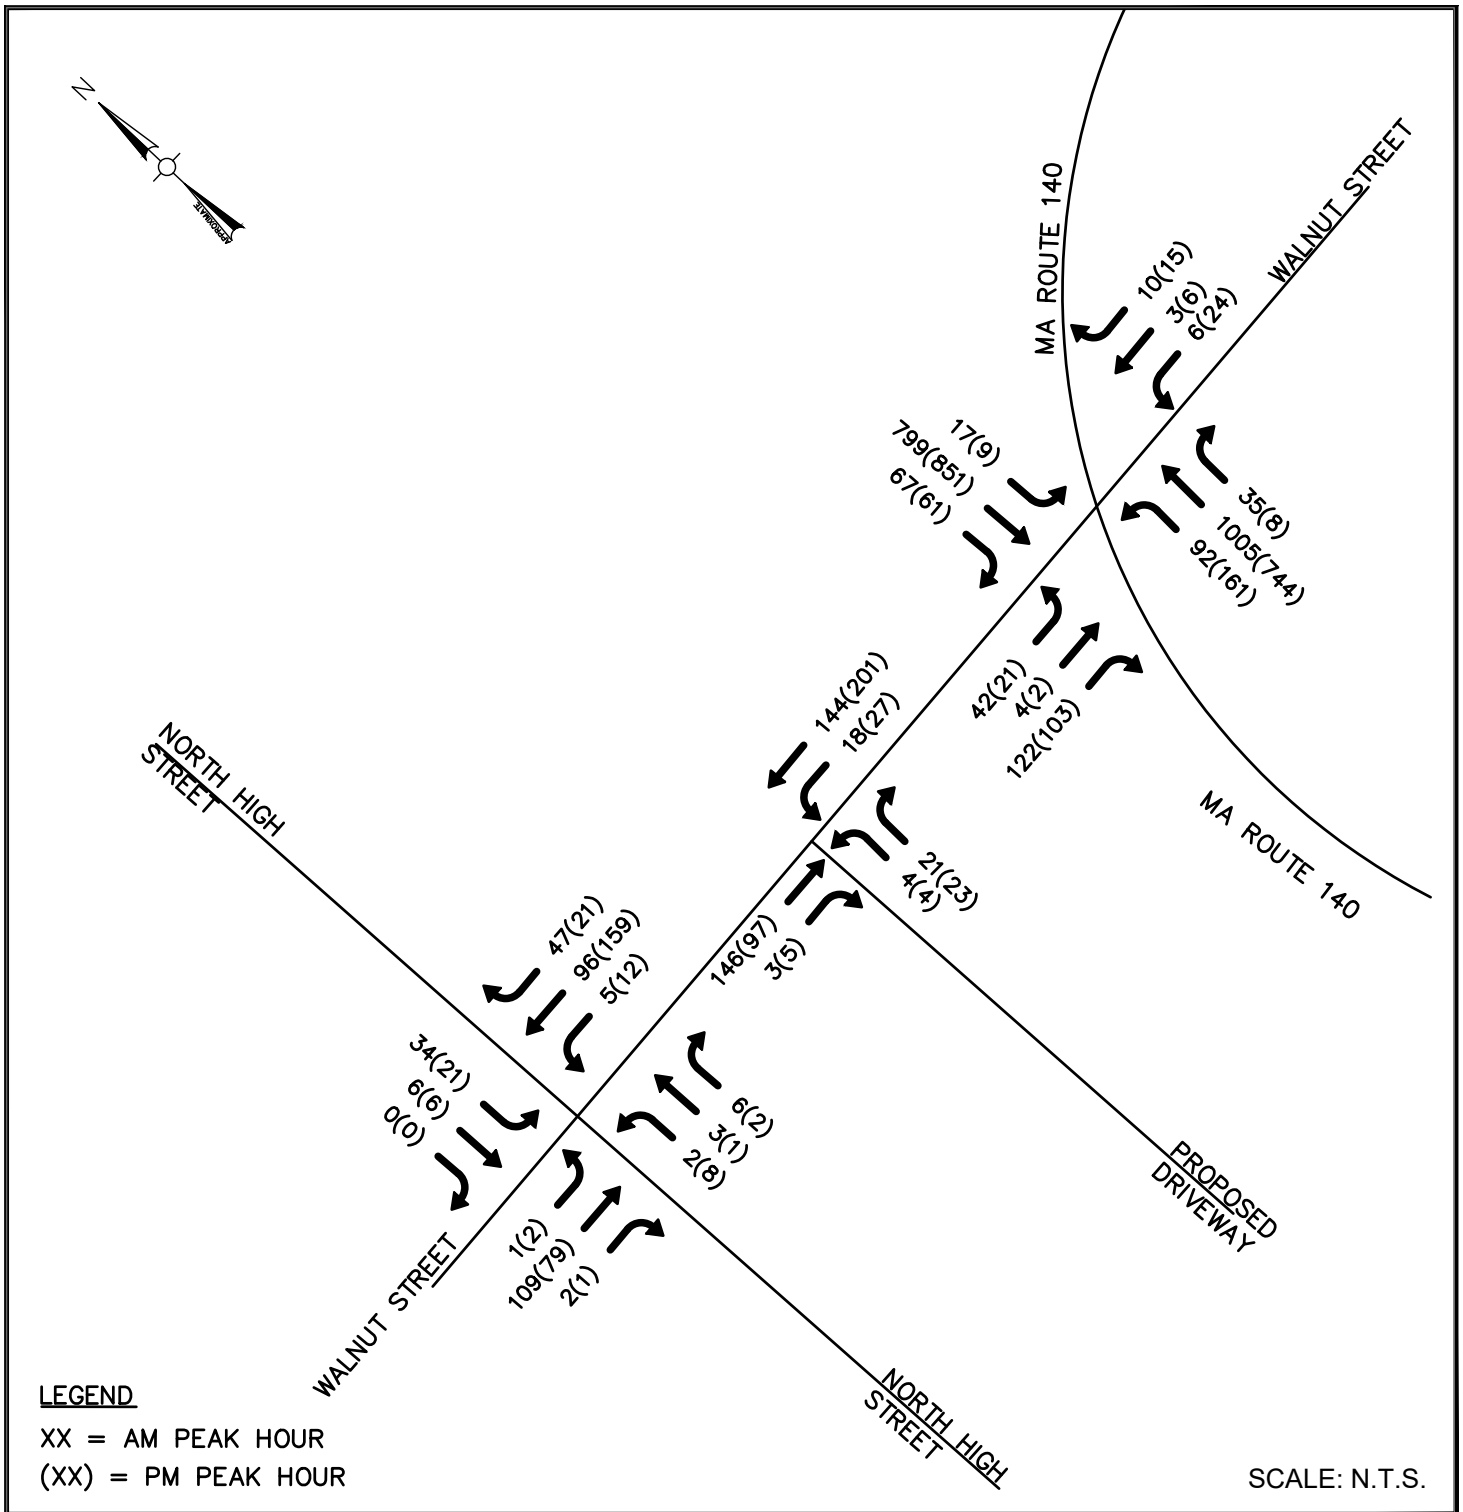 N
APPROXIMATE
MA ROUTE 140
WALNUT STREET
10(15)
3(6)
6(24)
17(9)
799(851)
67(61)
35(8)
1005(744)
92(161)
42(21)
4(2)
122(103)
MA ROUTE 140
144(201)
18(27)
21(23)
4(4)
146(97)
3(5)
NORTH HIGH
STREET
47(21)
96(159)
5(12)
34(21)
6(6)
0(0)
6(2)
3(1)
2(8)
1(2)
109(79)
2(1)
PROPOSED
DRIVEWAY
WALNUT STREET
NORTH HIGH
STREET
LEGEND
XX = AM PEAK HOUR
(XX) = PM PEAK HOUR
SCALE: N.T.S.